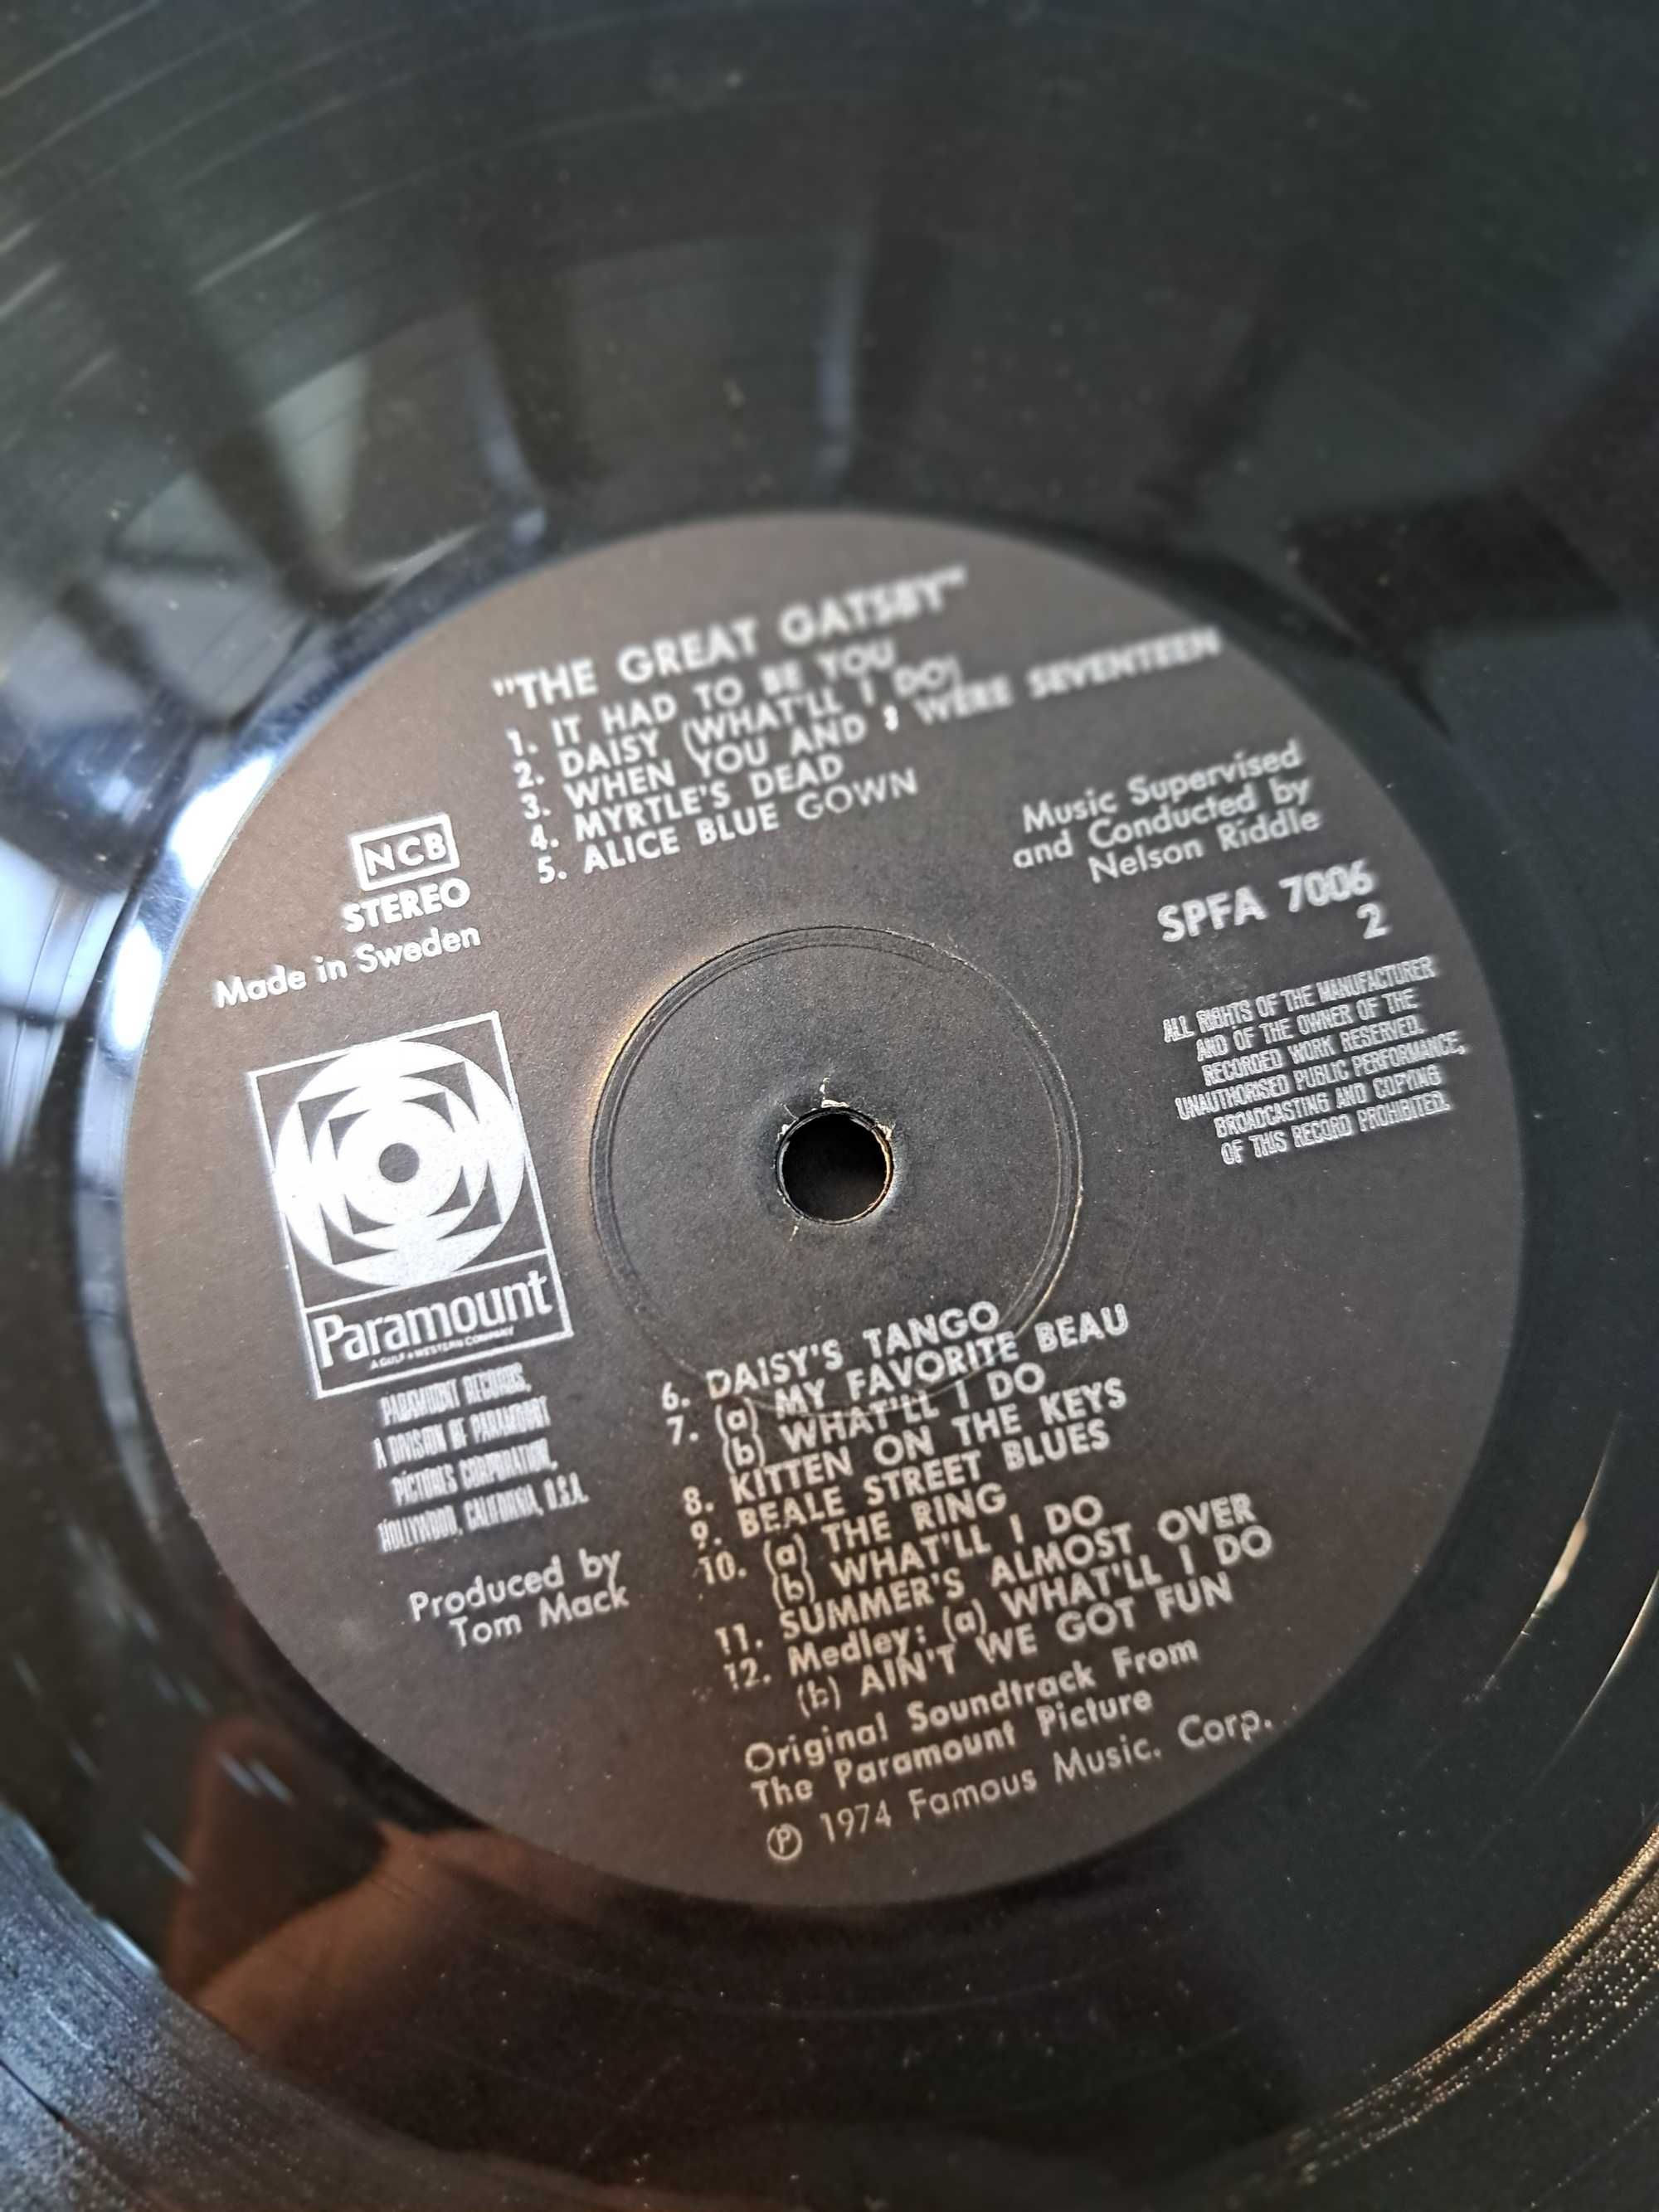 "THE GREAT GATSBY"
1. IT HAD TO BE YOU
2. DAISY (WHAT'LL I DO)
3. WHEN YOU AND I WERE SEVENTEEN
4. MYRTLE'S DEAD
5. ALICE BLUE GOWN
NCB
STEREO
Made in Sweden
Music Supervised
and Conducted by
Nelson Riddle
SPFA 7006
2
ALL RIGHTS OF THE MANUFACTURER
AND OF THE OWNER OF THE
RECORDED WORK RESERVED.
UNAUTHORISED PUBLIC PERFORMANCE,
BROADCASTING AND COPYING
OF THIS RECORD PROHIBITED.
Paramount
A GULF + WESTERN COMPANY
PARAMOUNT RECORDS,
A DIVISION OF PARAMOUNT
PICTURES CORPORATION,
HOLLYWOOD, CALIFORNIA, U.S.A.
Produced by
Tom Mack
6. DAISY'S TANGO
7. (a) MY FAVORITE BEAU
(b) WHAT'LL I DO
8. KITTEN ON THE KEYS
9. BEALE STREET BLUES
10. (a) THE RING
(b) WHAT'LL I DO
11. SUMMER'S ALMOST OVER
12. Medley: (a) WHAT'LL I DO
(b) AIN'T WE GOT FUN
Original Soundtrack From
The Paramount Picture
℗ 1974 Famous Music. Corp.